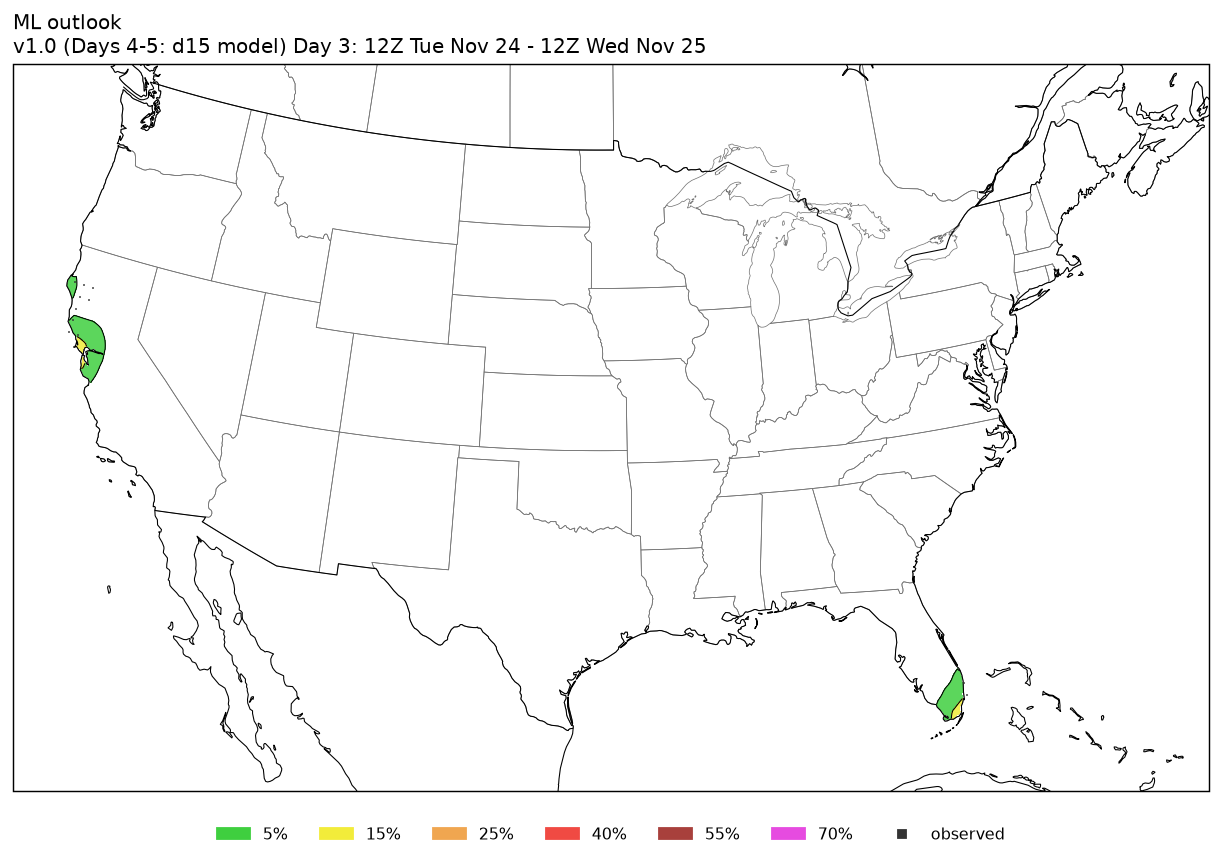 ML outlook
v1.0 (Days 4-5: d15 model) Day 3: 12Z Tue Nov 24 - 12Z Wed Nov 25
5% 15% 25% 40% 55% 70% observed